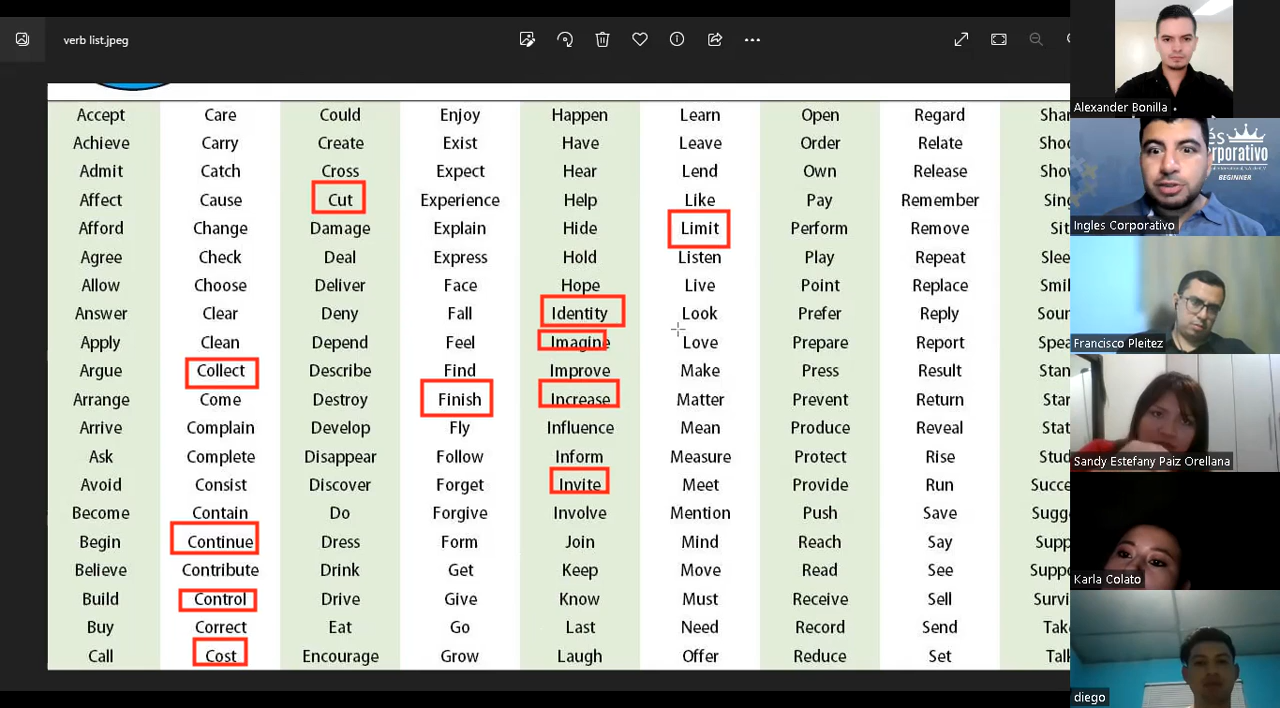 verb list.jpeg
Accept Care Could Enjoy Happen Learn Open Regard
Achieve Carry Create Exist Have Leave Order Relate
Admit Catch Cross Expect Hear Lend Own Release
Affect Cause Cut Experience Help Like Pay Remember
Afford Change Damage Explain Hide Limit Perform Remove
Agree Check Deal Express Hold Listen Play Repeat
Allow Choose Deliver Face Hope Live Point Replace
Answer Clear Deny Fall Identity Look Prefer Reply
Apply Clean Depend Feel Imagine Love Prepare Report
Argue Collect Describe Find Improve Make Press Result
Arrange Come Destroy Finish Increase Matter Prevent Return
Arrive Complain Develop Fly Influence Mean Produce Reveal
Ask Complete Disappear Follow Inform Measure Protect Rise
Avoid Consist Discover Forget Invite Meet Provide Run
Become Contain Do Forgive Involve Mention Push Save
Begin Continue Dress Form Join Mind Reach Say
Believe Contribute Drink Get Keep Move Read See
Build Control Drive Give Know Must Receive Sell
Buy Correct Eat Go Last Need Record Send
Call Cost Encourage Grow Laugh Offer Reduce Set
Alexander Bonilla
BEGINNER
Ingles Corporativo
Francisco Pleitez
Sandy Estefany Paiz Orellana
Karla Colato
diego